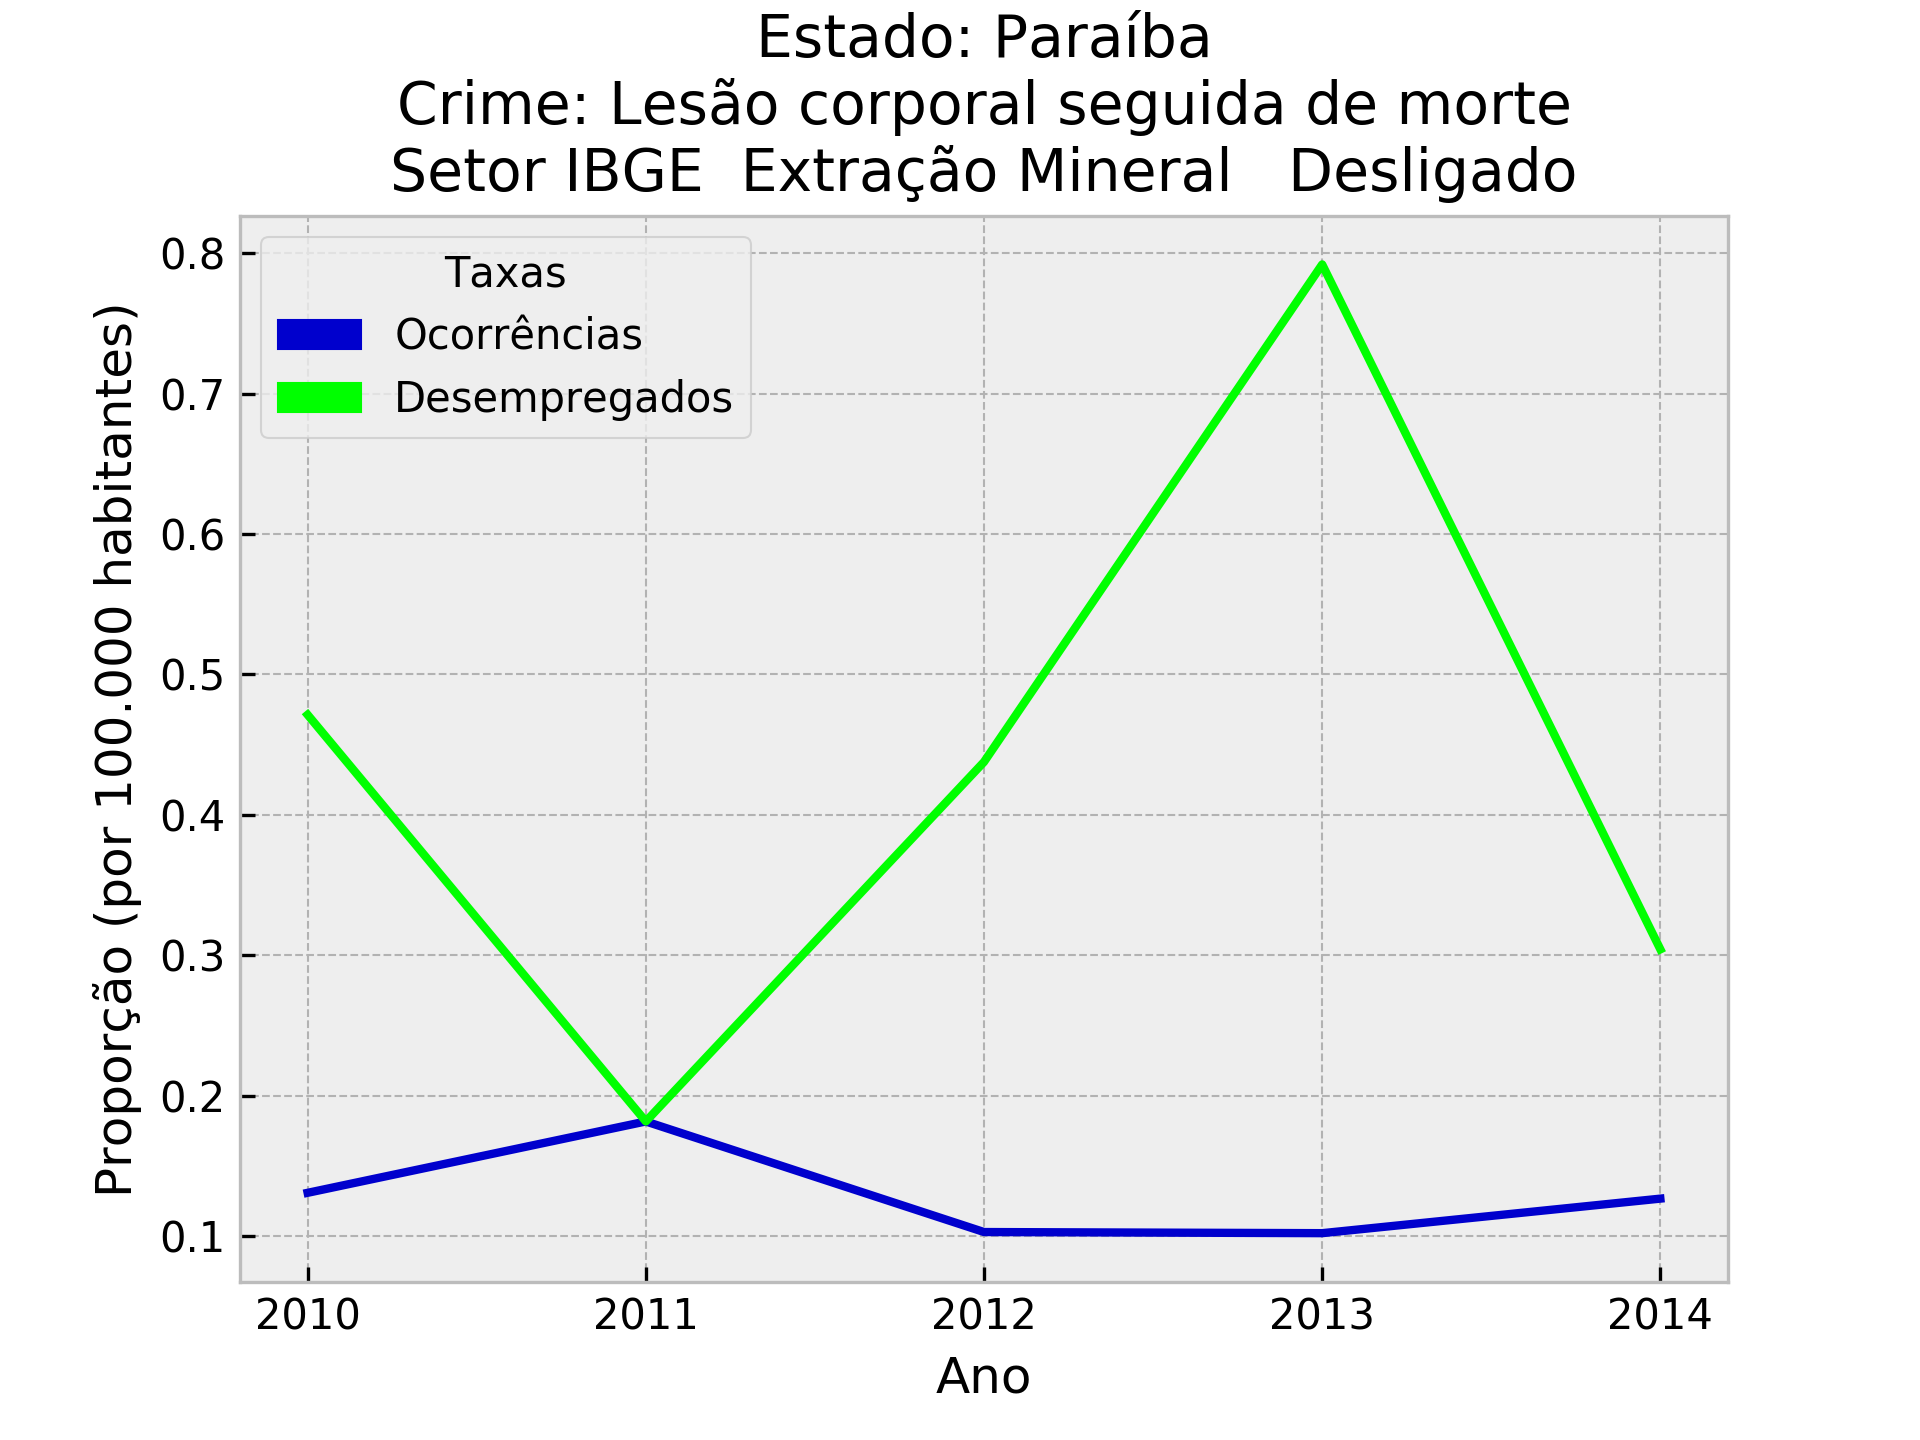 Estado: Paraíba
Crime: Lesão corporal seguida de morte
Setor IBGE  Extração Mineral   Desligado
Taxas
Ocorrências
Desempregados
Proporção (por 100.000 habitantes)
0.8
0.7
0.6
0.5
0.4
0.3
0.2
0.1
2010 2011 2012 2013 2014
Ano